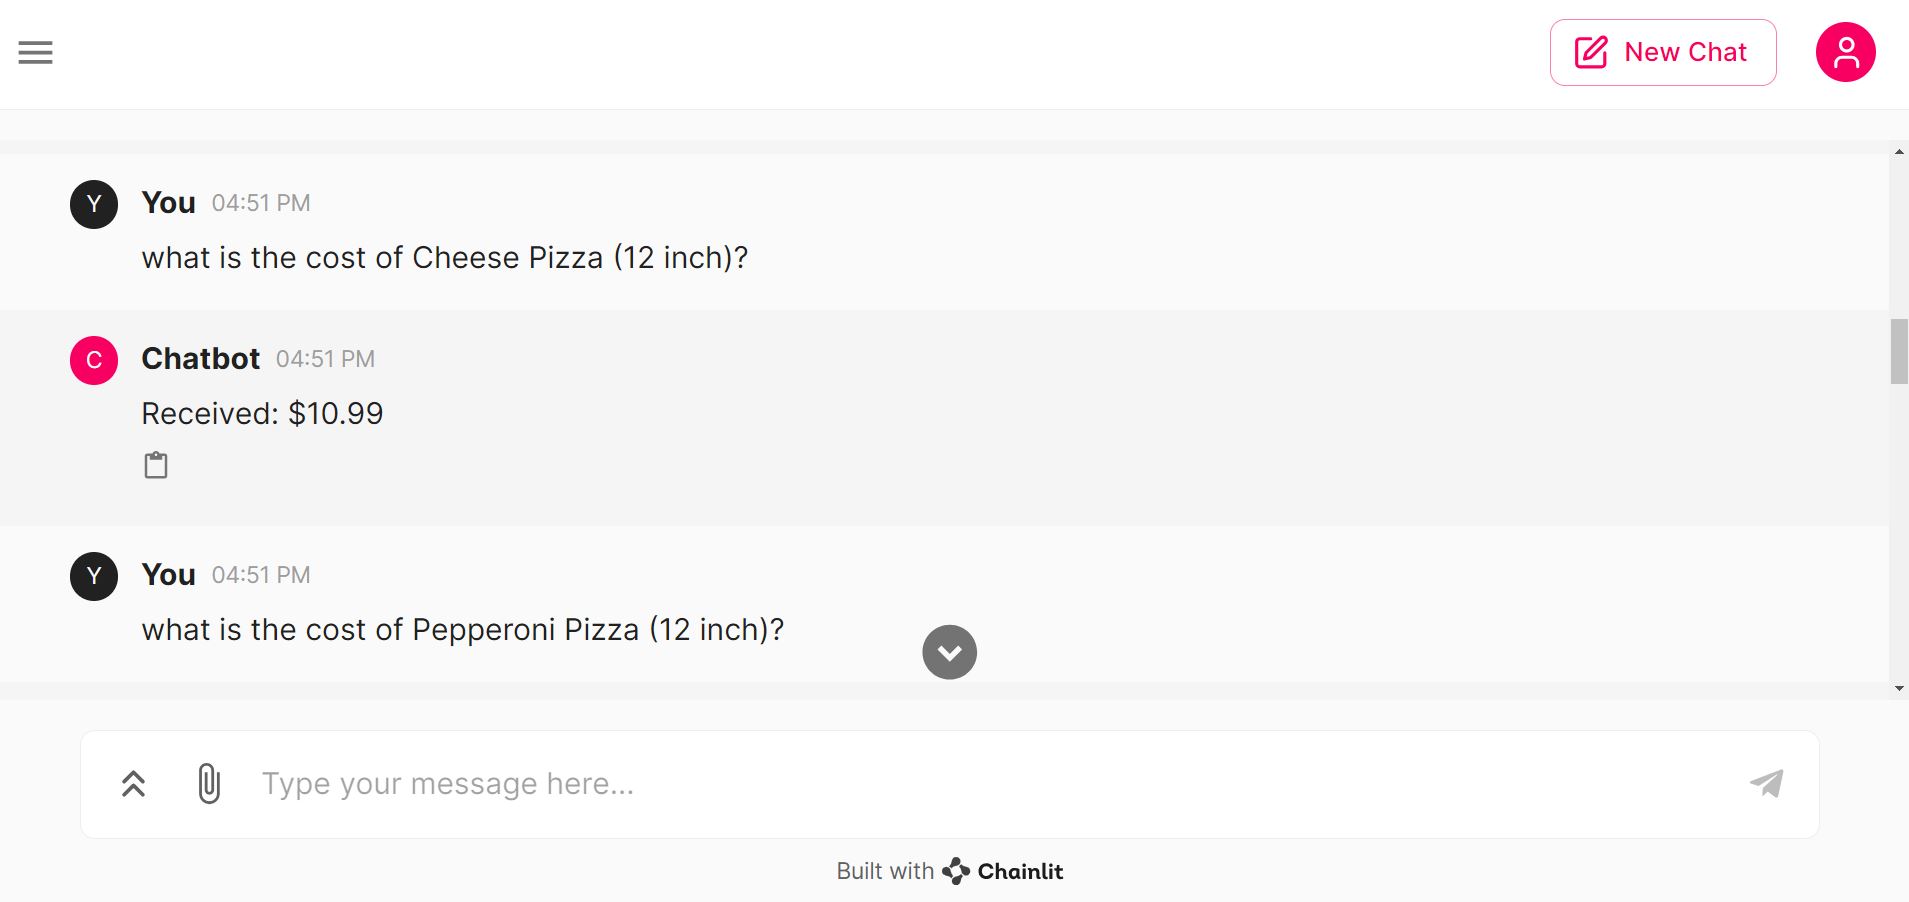 New Chat
Y You 04:51 PM
what is the cost of Cheese Pizza (12 inch)?
C Chatbot 04:51 PM
Received: $10.99
Y You 04:51 PM
what is the cost of Pepperoni Pizza (12 inch)?
Type your message here...
Built with Chainlit